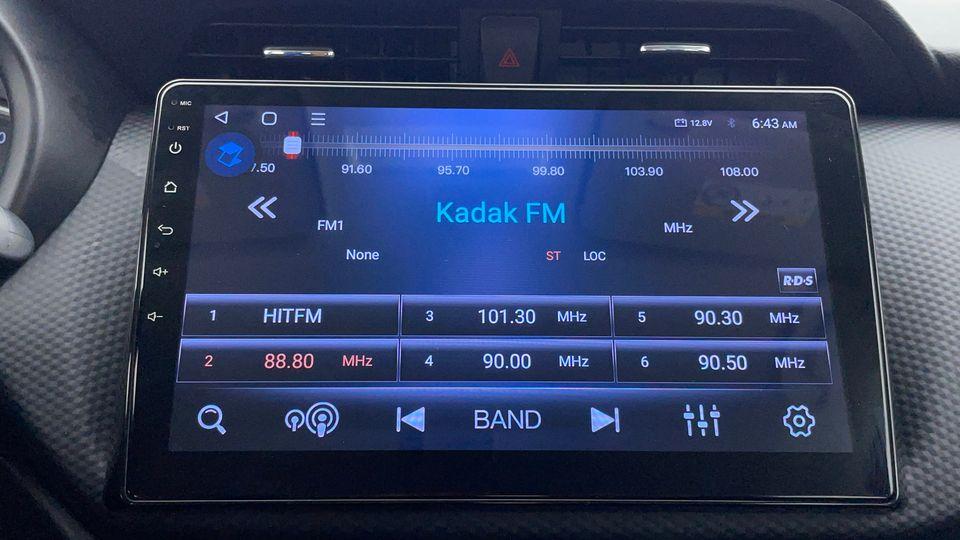 MIC
RST
12.8V 6:43 AM
7.50 91.60 95.70 99.80 103.90 108.00
Kadak FM
FM1 MHz
None ST LOC
R·D·S
1 HITFM 3 101.30 MHz 5 90.30 MHz
2 88.80 MHz 4 90.00 MHz 6 90.50 MHz
BAND